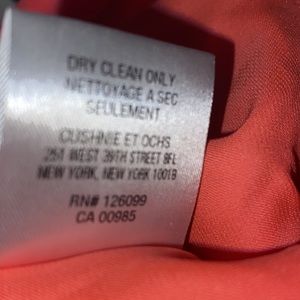 DRY CLEAN ONLY
NETTOYAGE A SEC
SEULEMENT
CUSHNIE ET OCHS
251 WEST 39TH STREET 8FL
NEW YORK, NEW YORK 10018
RN# 126099
CA 00985